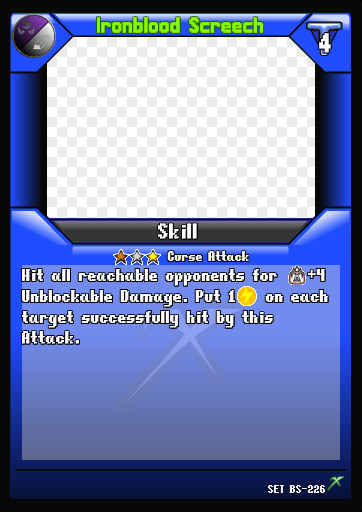 Ironblood Screech
4
Skill
Curse Attack
Hit all reachable opponents for +4
Unblockable Damage. Put 1 on each
target successfully hit by this
Attack.
SET BS-226